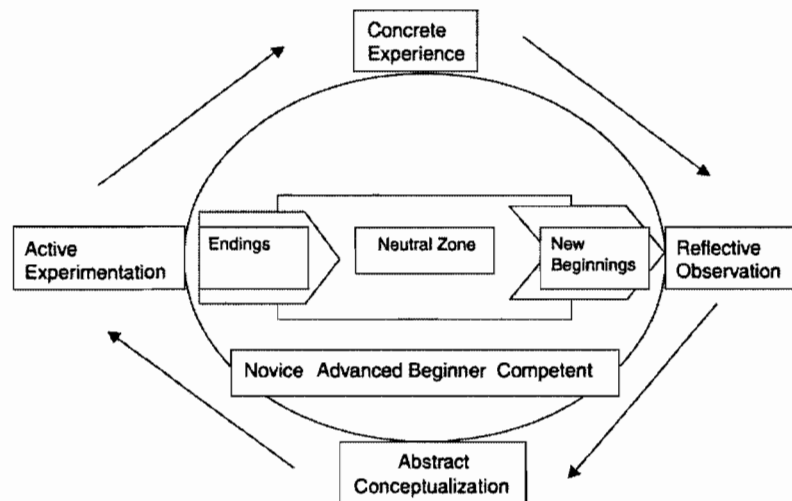 Concrete
Experience
Active
Experimentation
Endings
Neutral Zone
New
Beginnings
Reflective
Observation
Novice Advanced Beginner Competent
Abstract
Conceptualization